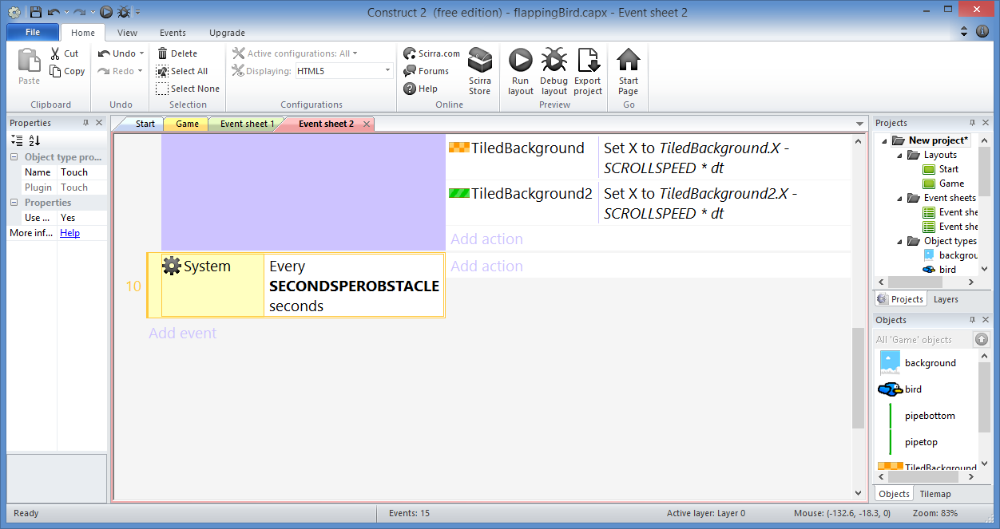 Construct 2 (free edition) - flappingBird.capx - Event sheet 2
File Home View Events Upgrade
Paste
Cut
Copy
Clipboard
Undo
Redo
Undo
Delete
Select All
Select None
Selection
Active configurations: All
Displaying: HTML5
Configurations
Scirra.com
Forums
Help
Scirra
Store
Online
Run
layout
Debug
layout
Export
project
Preview
Start
Page
Go
Properties
Object type pro...
Name Touch
Plugin Touch
Properties
Use ... Yes
More inf... Help
Start Game Event sheet 1 Event sheet 2
TiledBackground
Set X to TiledBackground.X -
SCROLLSPEED * dt
TiledBackground2
Set X to TiledBackground2.X -
SCROLLSPEED * dt
Add action
10
System
Every
SECONDSPEROBSTACLE
seconds
Add action
Add event
Projects
New project*
Layouts
Start
Game
Event sheets
Event she
Event she
Object types
backgrou
bird
Projects Layers
Objects
All 'Game' objects
background
bird
pipebottom
pipetop
TiledBackground
Objects Tilemap
Ready Events: 15 Active layer: Layer 0 Mouse: (-132.6, -18.3, 0) Zoom: 83%